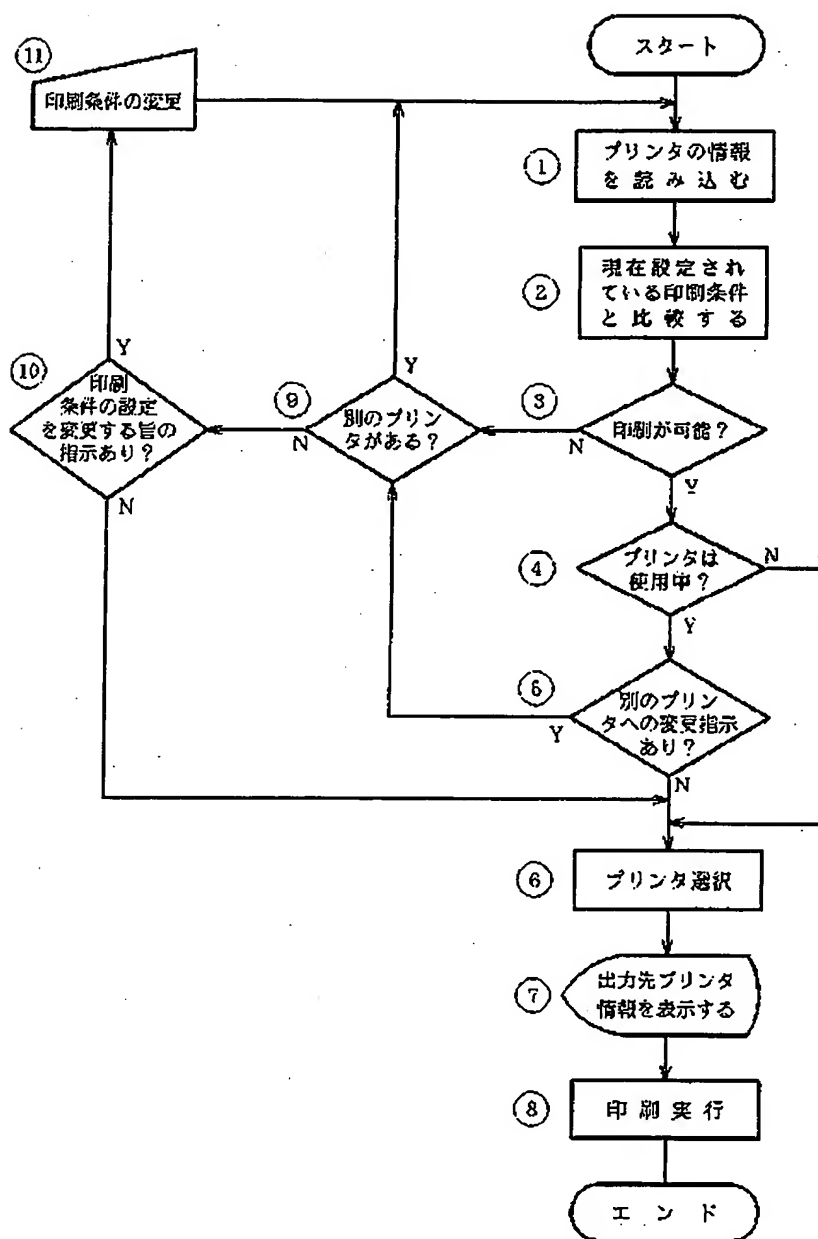 スタート
⑪
印刷条件の変更
①
プリンタの情報
を読み込む
②
現在設定され
ている印刷条件
と比較する
Y
⑩
印刷
条件の設定
を変更する旨の
指示あり?
N
Y
⑨
別のプリン
タがある?
N
③
印刷が可能?
N
Y
④
プリンタは
使用中?
N
Y
⑤
別のプリン
タへの変更指示
あり?
Y
N
⑥
プリンタ選択
⑦
出力先プリンタ
情報を表示する
⑧
印刷実行
エンド